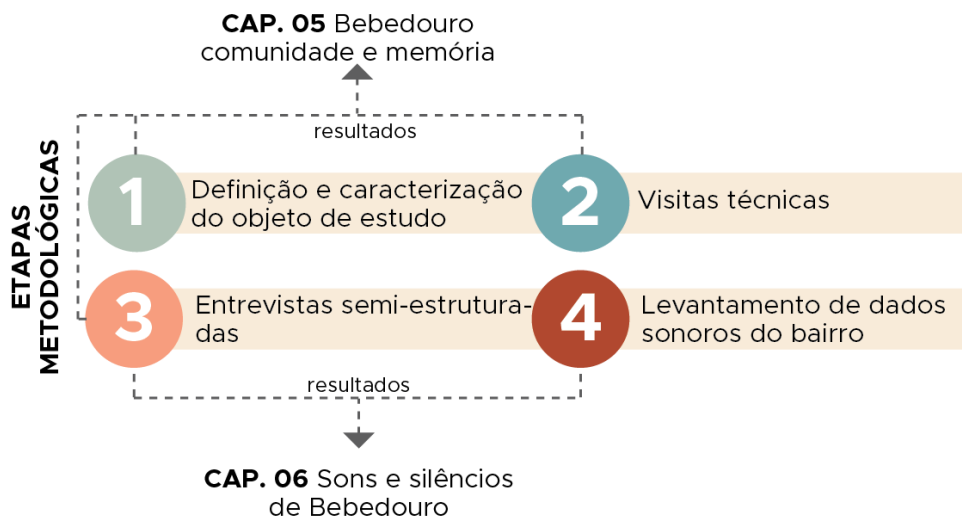 CAP. 05 Bebedouro
comunidade e memória
resultados
ETAPAS
METODOLÓGICAS
1
Definição e caracterização
do objeto de estudo
2
Visitas técnicas
3
Entrevistas semi-estrutura-
das
4
Levantamento de dados
sonoros do bairro
resultados
CAP. 06 Sons e silêncios
de Bebedouro